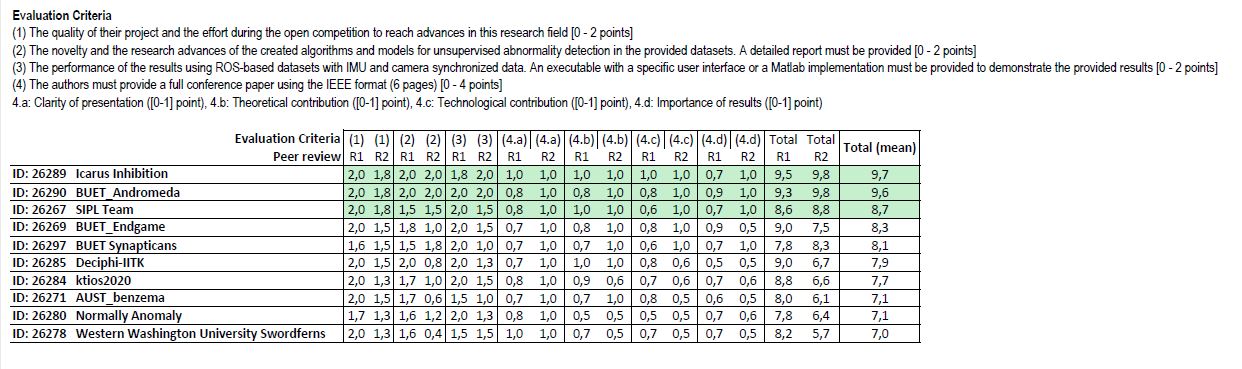 Evaluation Criteria
(1) The quality of their project and the effort during the open competition to reach advances in this research field [0 - 2 points]
(2) The novelty and the research advances of the created algorithms and models for unsupervised abnormality detection in the provided datasets. A detailed report must be provided [0 - 2 points]
(3) The performance of the results using ROS-based datasets with IMU and camera synchronized data. An executable with a specific user interface or a Matlab implementation must be provided to demonstrate the provided results [0 - 2 points]
(4) The authors must provide a full conference paper using the IEEE format (6 pages) [0 - 4 points]
4.a: Clarity of presentation ([0-1] point), 4.b: Theoretical contribution ([0-1] point), 4.c: Technological contribution ([0-1] point), 4.d: Importance of results ([0-1] point)
Evaluation Criteria (1) (1) (2) (2) (3) (3) (4.a) (4.a) (4.b) (4.b) (4.c) (4.c) (4.d) (4.d) Total Total Total (mean)
Peer review R1 R2 R1 R2 R1 R2 R1 R2 R1 R2 R1 R2 R1 R2 R1 R2
ID: 26289 Icarus Inhibition 2,0 1,8 2,0 2,0 1,8 2,0 1,0 1,0 1,0 1,0 1,0 1,0 0,7 1,0 9,5 9,8 9,7
ID: 26290 BUET_Andromeda 2,0 1,8 2,0 2,0 2,0 2,0 0,8 1,0 0,8 1,0 0,8 1,0 0,9 1,0 9,3 9,8 9,6
ID: 26267 SIPL Team 2,0 1,8 1,5 1,5 2,0 1,5 0,8 1,0 1,0 1,0 0,6 1,0 0,7 1,0 8,6 8,8 8,7
ID: 26269 BUET_Endgame 2,0 1,5 1,8 1,0 2,0 1,5 0,7 1,0 0,8 1,0 0,8 1,0 0,9 0,5 9,0 7,5 8,3
ID: 26297 BUET Synapticans 1,6 1,5 1,5 1,8 2,0 1,0 0,7 1,0 0,7 1,0 0,6 1,0 0,7 1,0 7,8 8,3 8,1
ID: 26285 Deciphi-IITK 2,0 1,5 2,0 0,8 2,0 1,3 0,7 1,0 1,0 1,0 0,8 0,6 0,5 0,5 9,0 6,7 7,9
ID: 26284 ktios2020 2,0 1,3 1,7 1,0 2,0 1,5 0,8 1,0 0,9 0,6 0,7 0,6 0,7 0,6 8,8 6,6 7,7
ID: 26271 AUST_benzema 2,0 1,5 1,7 0,6 1,5 1,0 0,7 1,0 0,7 1,0 0,8 0,5 0,6 0,5 8,0 6,1 7,1
ID: 26280 Normally Anomaly 1,7 1,3 1,6 1,2 2,0 1,3 0,8 1,0 0,5 0,5 0,5 0,5 0,7 0,6 7,8 6,4 7,1
ID: 26278 Western Washington University Swordferns 2,0 1,3 1,6 0,4 1,5 1,5 1,0 1,0 0,7 0,5 0,7 0,5 0,7 0,5 8,2 5,7 7,0